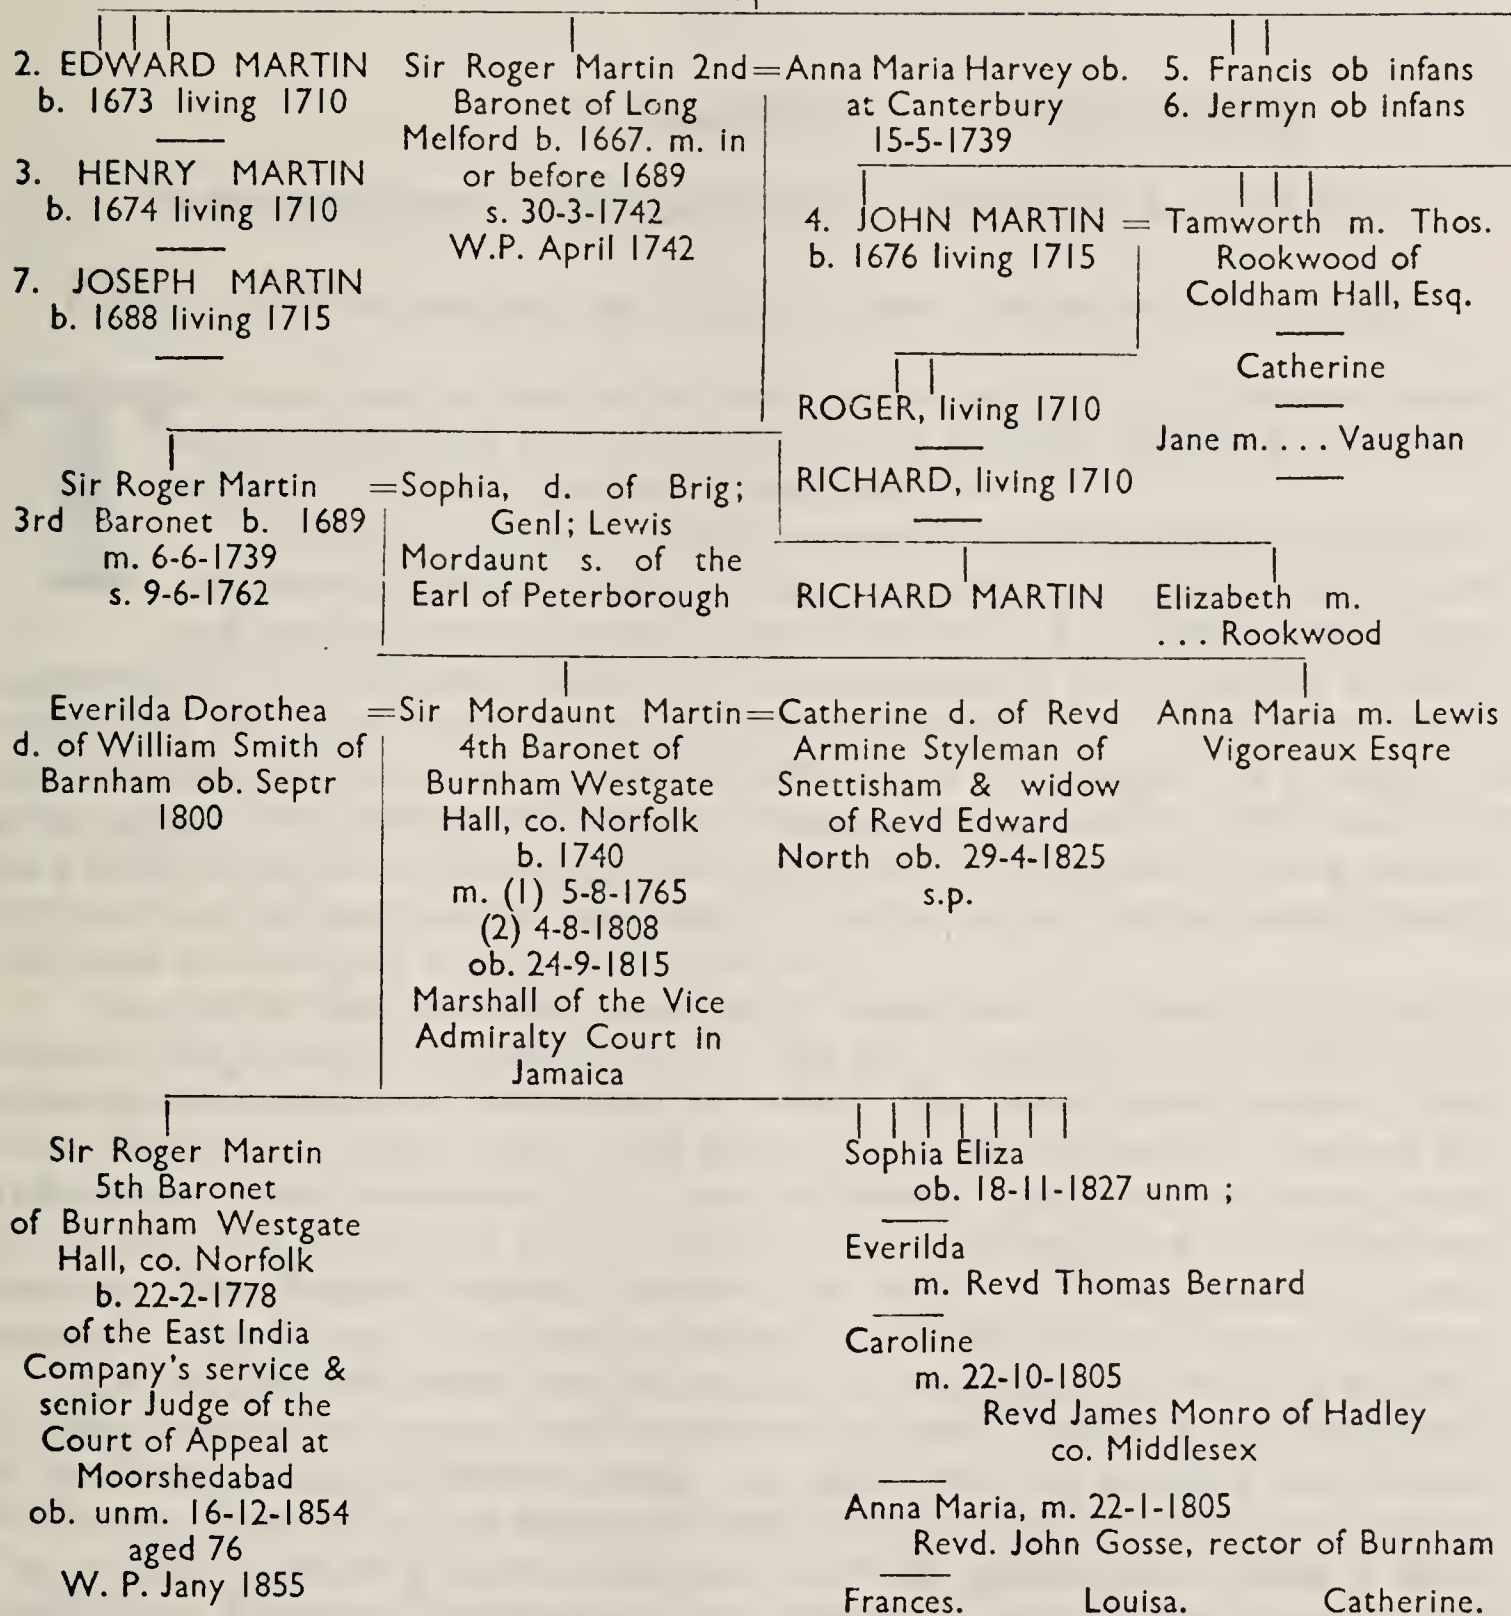 2. EDWARD MARTIN
b. 1673 living 1710
3. HENRY MARTIN
b. 1674 living 1710
7. JOSEPH MARTIN
b. 1688 living 1715
Sir Roger Martin 2nd
Baronet of Long
Melford b. 1667. m. in
or before 1689
s. 30-3-1742
W.P. April 1742
=Anna Maria Harvey ob.
at Canterbury
15-5-1739
5. Francis ob infans
6. Jermyn ob infans
4. JOHN MARTIN =
b. 1676 living 1715
Tamworth m. Thos.
Rookwood of
Coldham Hall, Esq.
Catherine
Jane m. . . . Vaughan
ROGER, living 1710
RICHARD, living 1710
Sir Roger Martin
3rd Baronet b. 1689
m. 6-6-1739
s. 9-6-1762
=Sophia, d. of Brig;
Genl; Lewis
Mordaunt s. of the
Earl of Peterborough
RICHARD MARTIN
Elizabeth m.
. . . Rookwood
Everilda Dorothea
d. of William Smith of
Barnham ob. Septr
1800
=Sir Mordaunt Martin=
4th Baronet of
Burnham Westgate
Hall, co. Norfolk
b. 1740
m. (1) 5-8-1765
(2) 4-8-1808
ob. 24-9-1815
Marshall of the Vice
Admiralty Court in
Jamaica
Catherine d. of Revd
Armine Styleman of
Snettisham & widow
of Revd Edward
North ob. 29-4-1825
s.p.
Anna Maria m. Lewis
Vigoreaux Esqre
Sir Roger Martin
5th Baronet
of Burnham Westgate
Hall, co. Norfolk
b. 22-2-1778
of the East India
Company's service &
senior Judge of the
Court of Appeal at
Moorshedabad
ob. unm. 16-12-1854
aged 76
W. P. Jany 1855
Sophia Eliza
ob. 18-11-1827 unm ;
Everilda
m. Revd Thomas Bernard
Caroline
m. 22-10-1805
Revd James Monro of Hadley
co. Middlesex
Anna Maria, m. 22-1-1805
Revd. John Gosse, rector of Burnham
Frances. Louisa. Catherine.